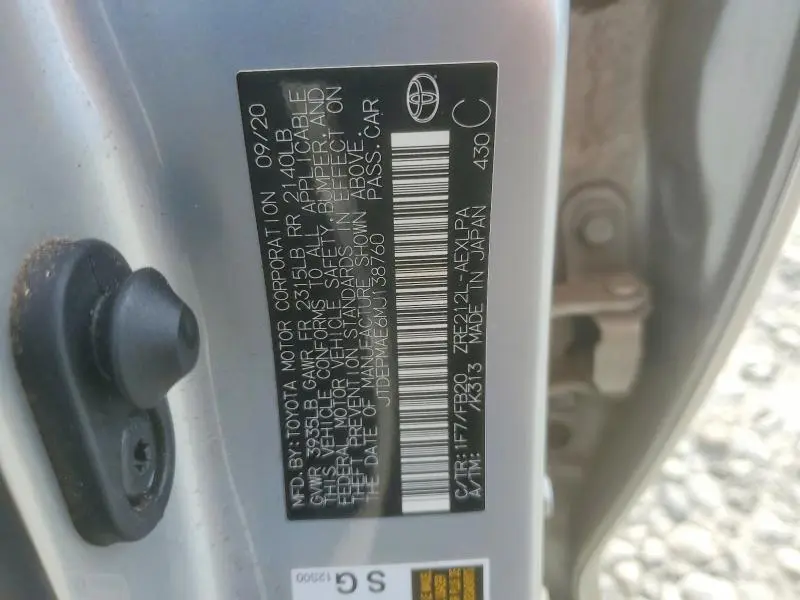 MFD.BY:TOYOTA MOTOR CORPORATION 09/20
GVWR 3935LB GAWR FR 2315LB RR 2140LB
THIS VEHICLE CONFORMS TO ALL APPLICABLE
FEDERAL MOTOR VEHICLE SAFETY,BUMPER,AND
THEFT PREVENTION STANDARDS IN EFFECT ON
THE DATE OF MANUFACTURE SHOWN ABOVE.
JTDEPMAE6MJ138760 PASS.CAR
C/TR:1F7/FB20 ZRE212L-AEXLPA
A/TM: /K313 MADE IN JAPAN 430 C
SG
12S00